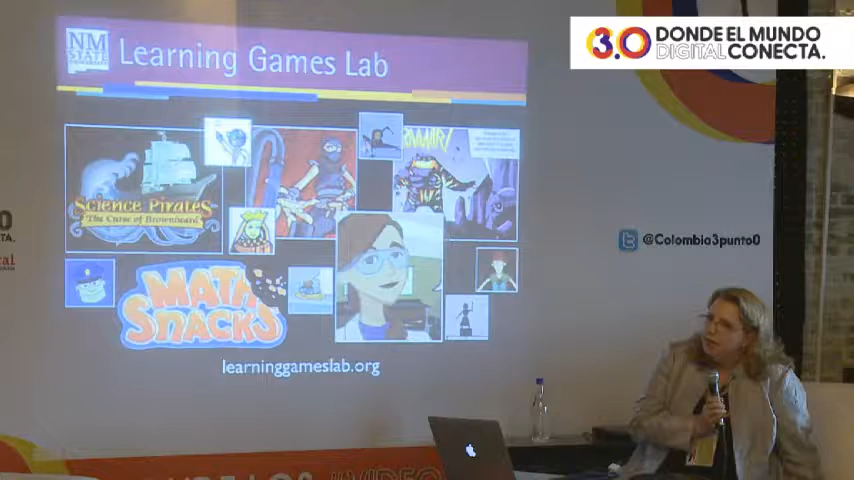 3.0 DONDE EL MUNDO
DIGITAL CONECTA.
NM
STATE
Learning Games Lab
Science Pirates
The Curse of Brownbeard
MATH
SNACKS
learninggameslab.org
@Colombia3punto0